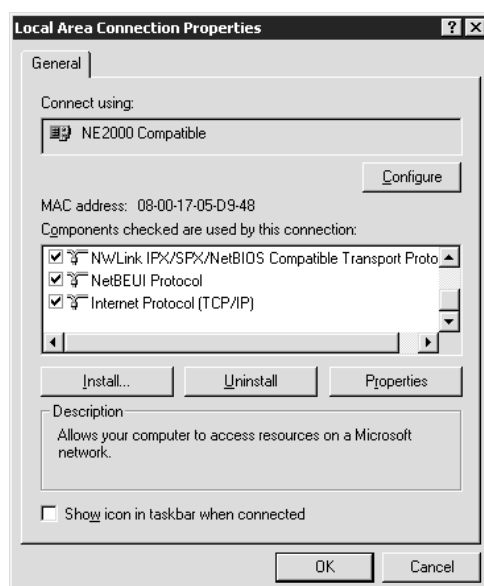 Local Area Connection Properties
General
Connect using:
NE2000 Compatible
Configure
MAC address: 08-00-17-05-D9-48
Components checked are used by this connection:
NWLink IPX/SPX/NetBIOS Compatible Transport Proto
NetBEUI Protocol
Internet Protocol (TCP/IP)
Install... Uninstall Properties
Description
Allows your computer to access resources on a Microsoft
network.
Show icon in taskbar when connected
OK Cancel